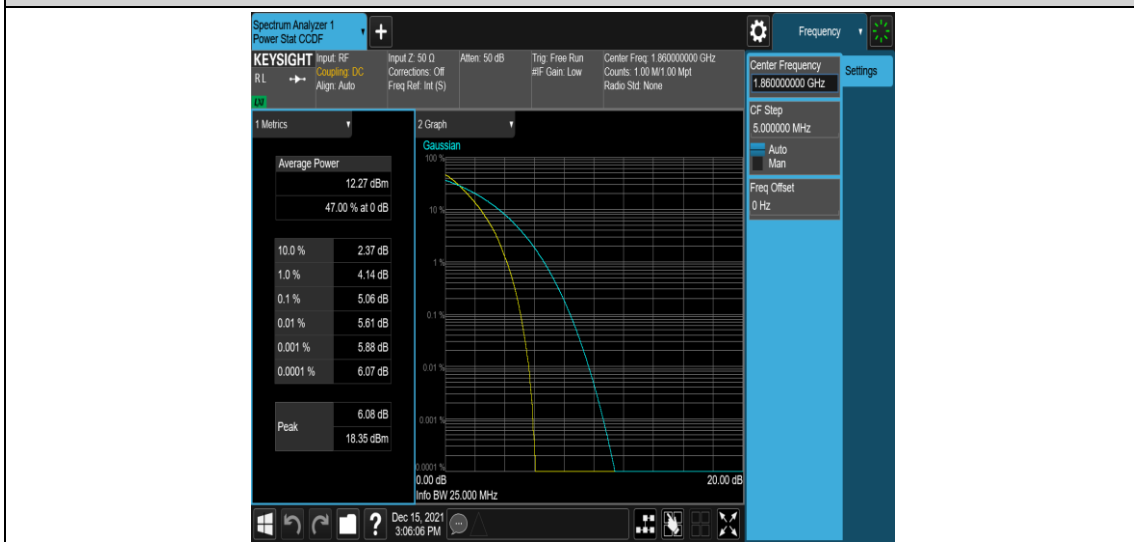 Spectrum Analyzer 1
Power Stat CCDF
Frequency
KEYSIGHT
RL
Input: RF
Coupling: DC
Align: Auto
Input Z: 50 Ω
Corrections: Off
Freq Ref: Int (S)
Atten: 50 dB
Trig: Free Run
#IF Gain: Low
Center Freq: 1.860000000 GHz
Counts: 1.00 M/1.00 Mpt
Radio Std: None
1 Metrics
Average Power
12.27 dBm
47.00 % at 0 dB
10.0 % 2.37 dB
1.0 % 4.14 dB
0.1 % 5.06 dB
0.01 % 5.61 dB
0.001 % 5.88 dB
0.0001 % 6.07 dB
Peak
6.08 dB
18.35 dBm
2 Graph
Gaussian
100 %
10 %
1 %
0.1 %
0.01 %
0.001 %
0.0001 %
0.00 dB 20.00 dB
Info BW 25.000 MHz
Center Frequency
1.860000000 GHz
Settings
CF Step
5.000000 MHz
Auto
Man
Freq Offset
0 Hz
?
Dec 15, 2021
3:06:06 PM